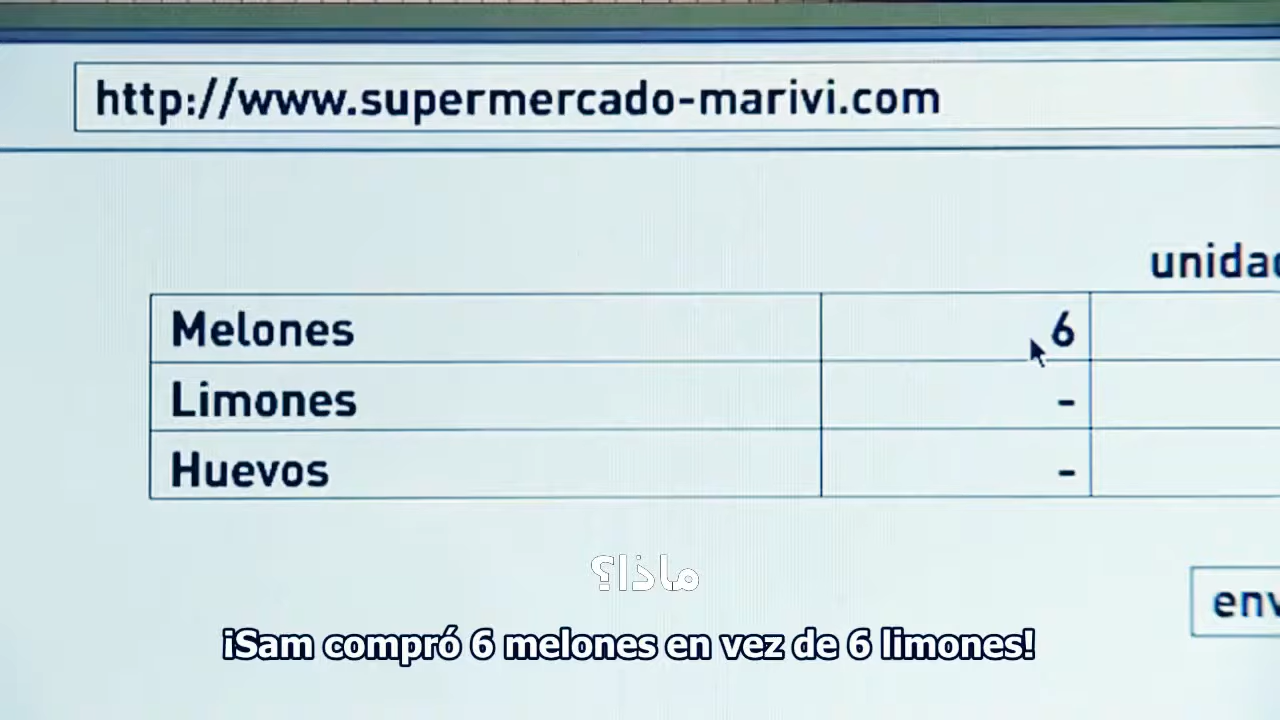 http://www.supermercado-marivi.com
unidad
Melones 6
Limones -
Huevos -
env
ماذا؟
¡Sam compró 6 melones en vez de 6 limones!